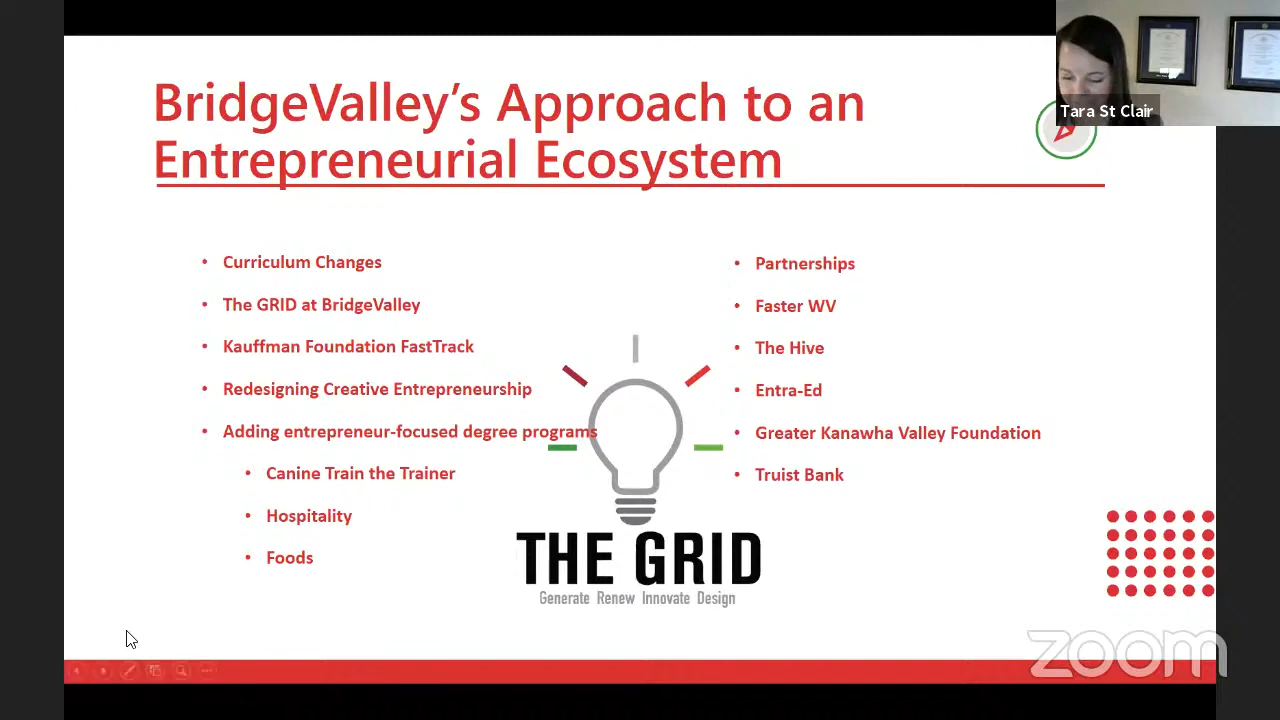 BridgeValley's Approach to an
Entrepreneurial Ecosystem
Tara St Clair
• Curriculum Changes
• The GRID at BridgeValley
• Kauffman Foundation FastTrack
• Redesigning Creative Entrepreneurship
• Adding entrepreneur-focused degree programs
• Canine Train the Trainer
• Hospitality
• Foods
• Partnerships
• Faster WV
• The Hive
• Entra-Ed
• Greater Kanawha Valley Foundation
• Truist Bank
THE GRID
Generate Renew Innovate Design
zoom